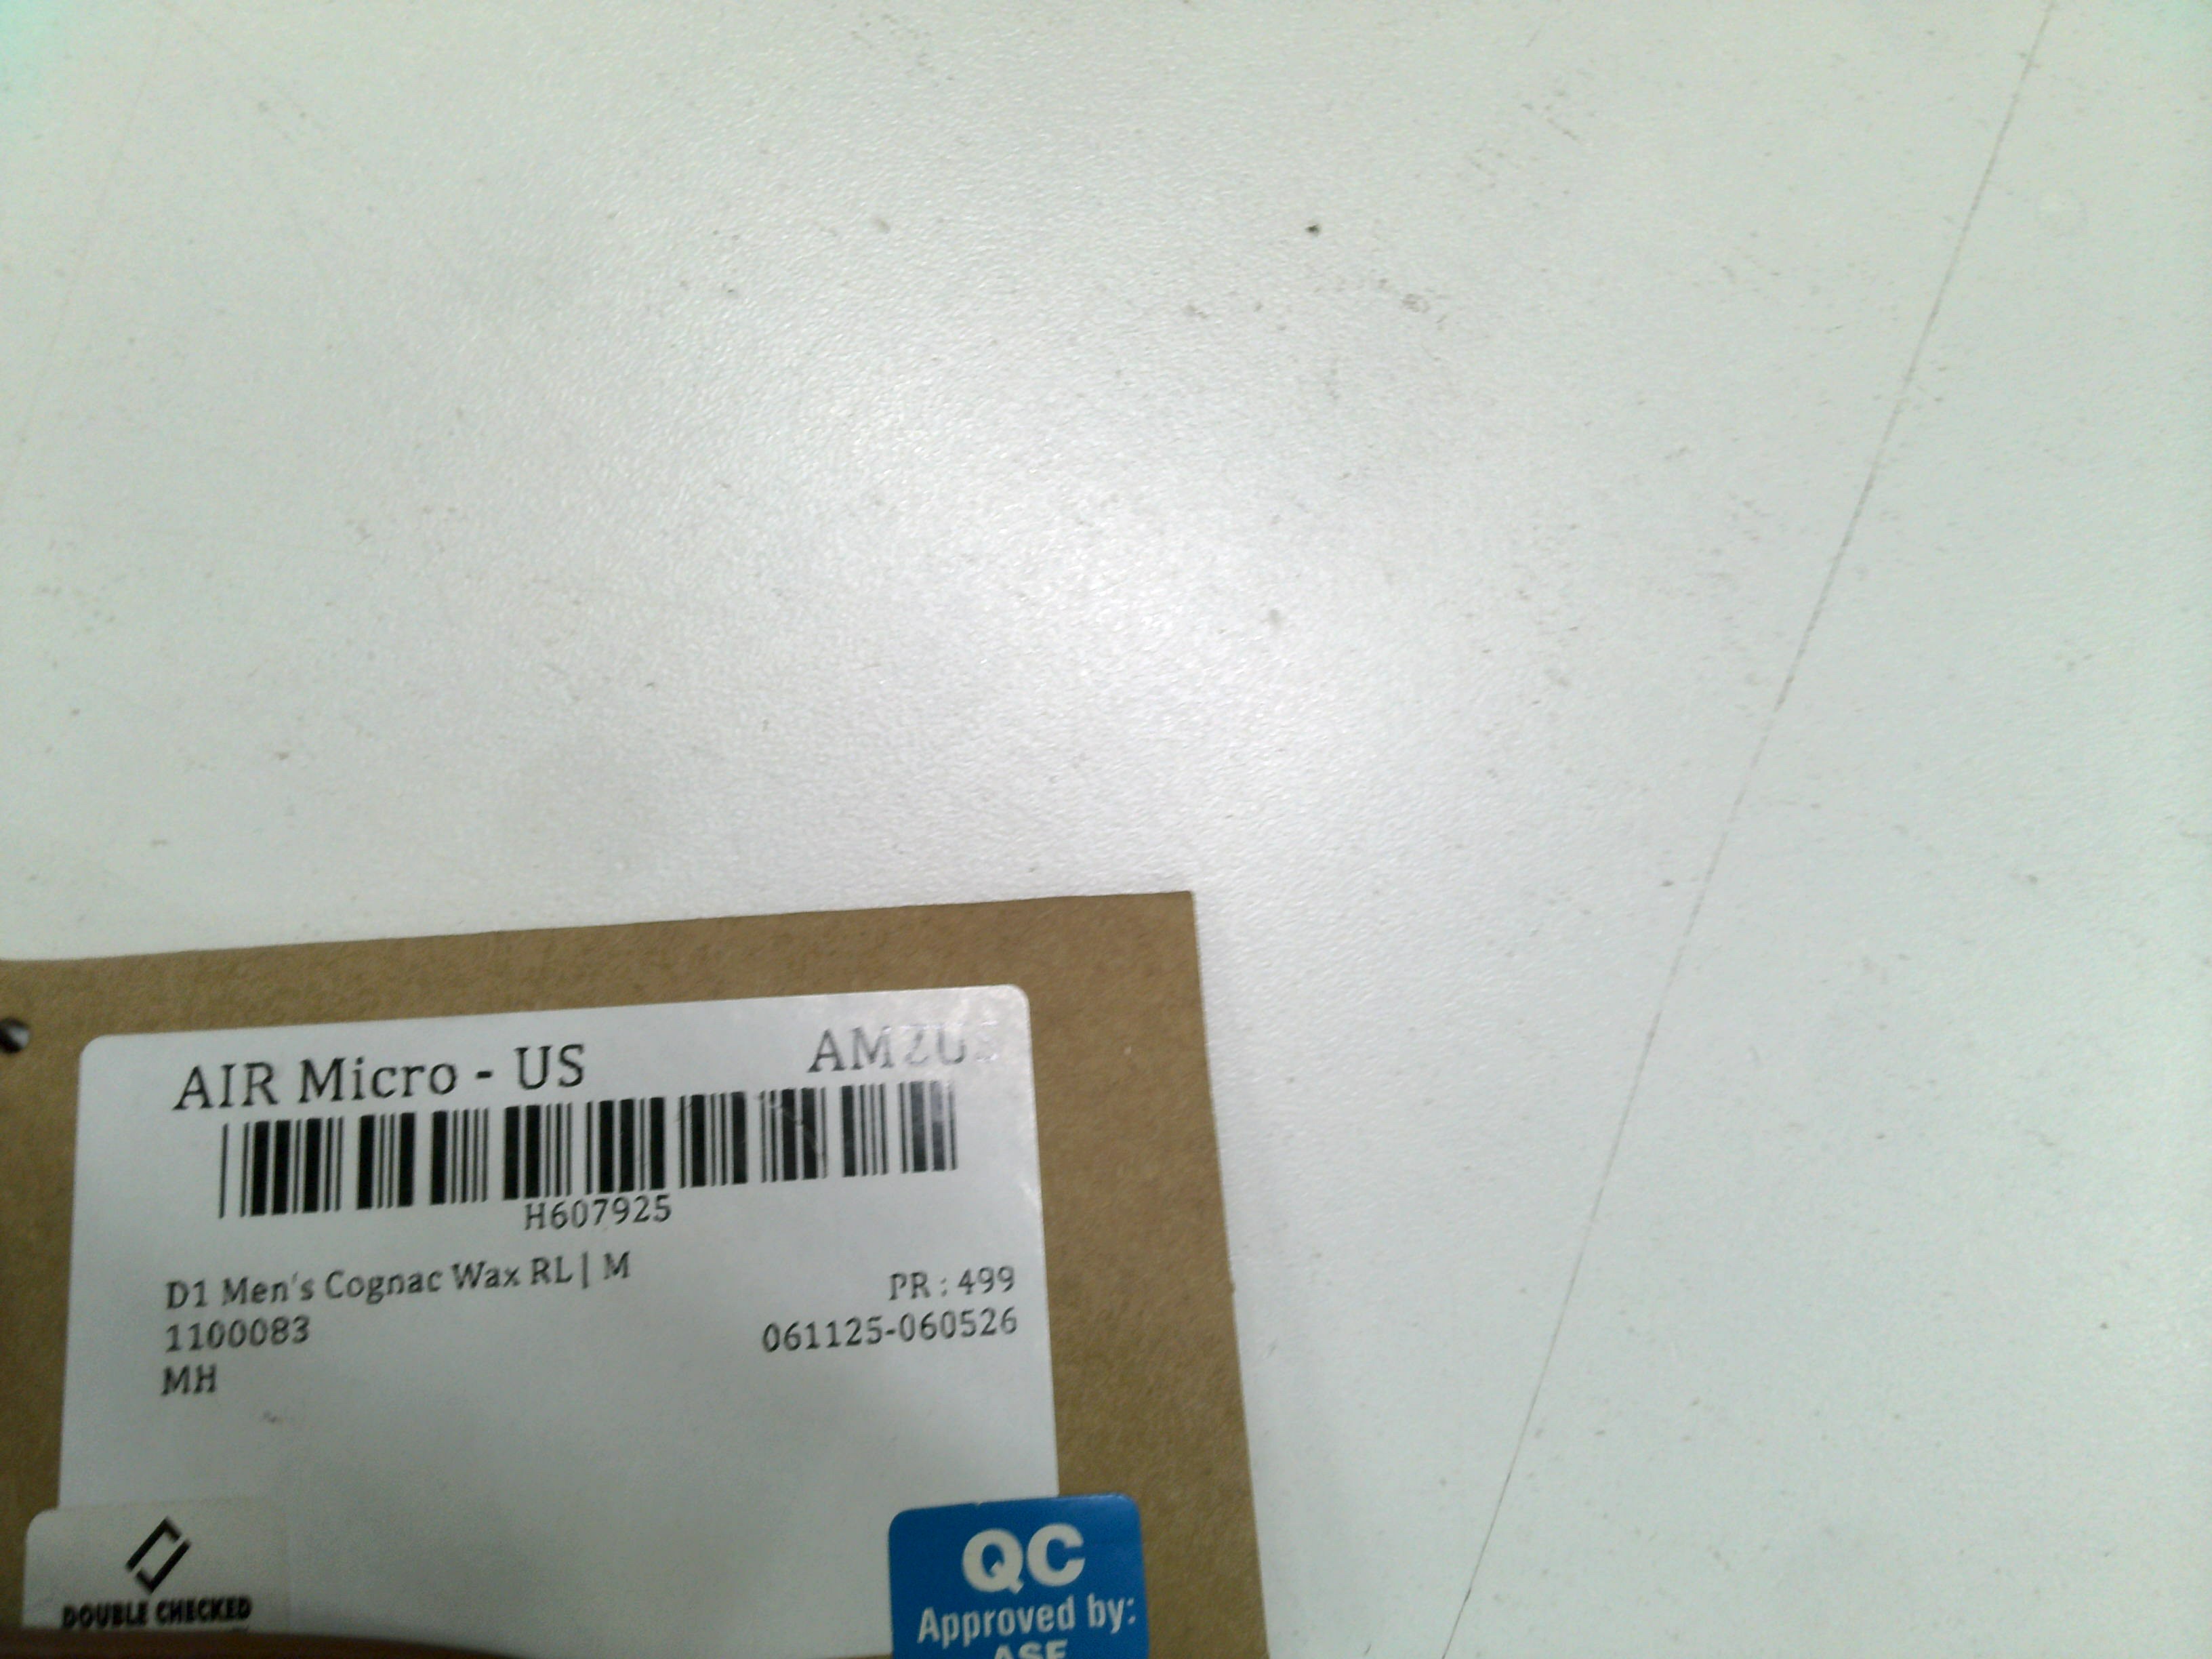 AIR Micro - US AMZUS
H607925
D1 Men's Cognac Wax RL | M
PR : 499
1100083
061125-060526
MH
DOUBLE CHECKED
QC
Approved by: